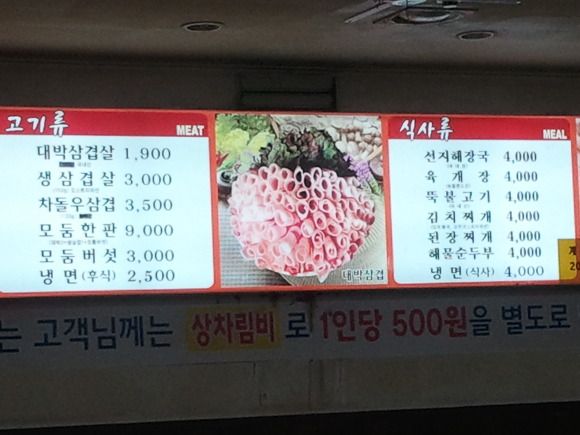 고기류 MEAT
대박삼겹살 1,900
생삼겹살 3,000
차돌우삼겹 3,500
모둠한판 9,000
모둠버섯 3,000
냉면(후식) 2,500
대박삼겹
식사류 MEAL
선지해장국 4,000
육개장 4,000
뚝불고기 4,000
김치찌개 4,000
된장찌개 4,000
해물순두부 4,000
냉면(식사) 4,000
는 고객님께는 상차림비로 1인당 500원을 별도로